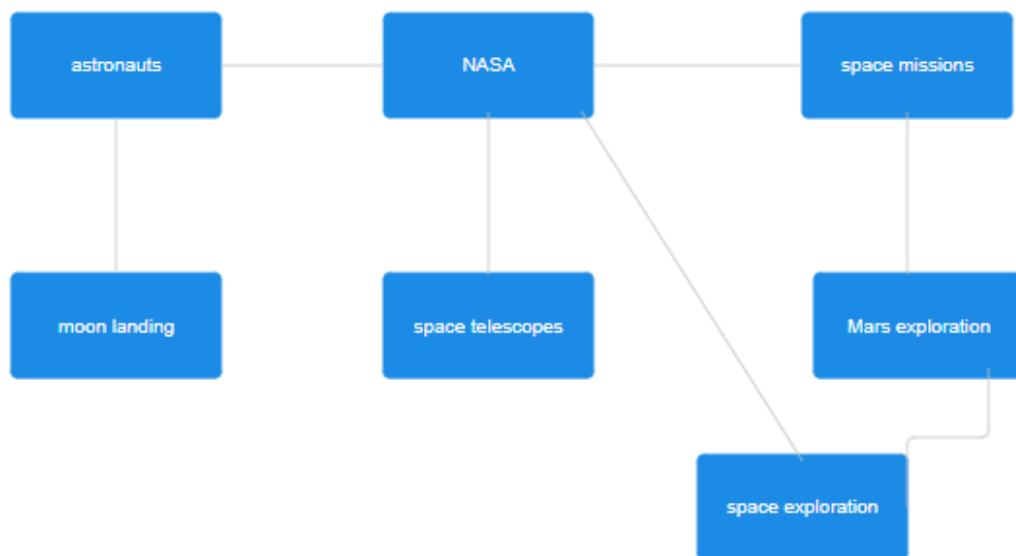 astronauts
NASA
space missions
moon landing
space telescopes
Mars exploration
space exploration